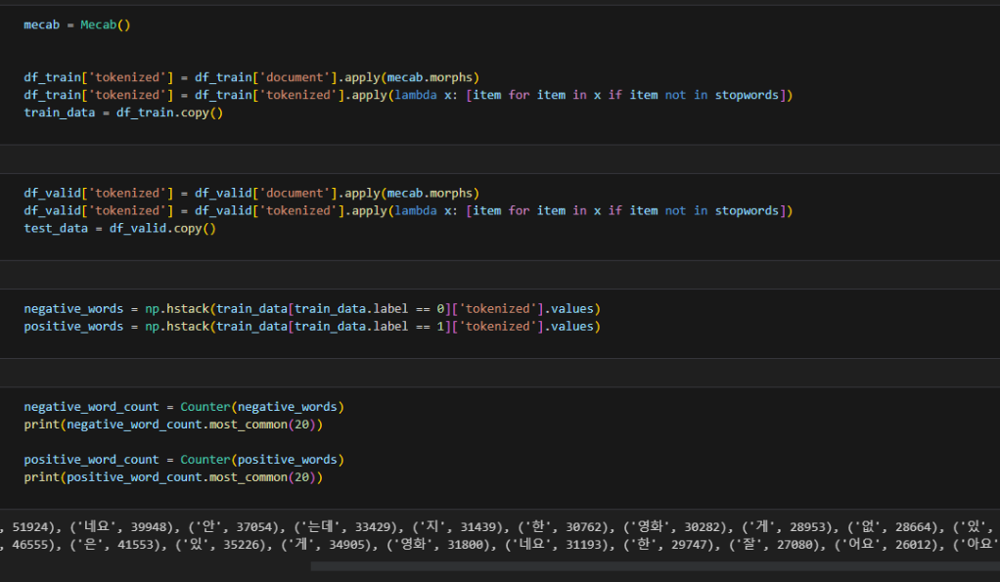 mecab = Mecab()
df_train['tokenized'] = df_train['document'].apply(mecab.morphs)
df_train['tokenized'] = df_train['tokenized'].apply(lambda x: [item for item in x if item not in stopwords])
train_data = df_train.copy()
df_valid['tokenized'] = df_valid['document'].apply(mecab.morphs)
df_valid['tokenized'] = df_valid['tokenized'].apply(lambda x: [item for item in x if item not in stopwords])
test_data = df_valid.copy()
negative_words = np.hstack(train_data[train_data.label == 0]['tokenized'].values)
positive_words = np.hstack(train_data[train_data.label == 1]['tokenized'].values)
negative_word_count = Counter(negative_words)
print(negative_word_count.most_common(20))
positive_word_count = Counter(positive_words)
print(positive_word_count.most_common(20))
, 51924), ('네요', 39948), ('안', 37054), ('는데', 33429), ('지', 31439), ('한', 30762), ('영화', 30282), ('게', 28953), ('없', 28664), ('있',
, 46555), ('은', 41553), ('있', 35226), ('게', 34905), ('영화', 31800), ('네요', 31193), ('한', 29747), ('잘', 27080), ('어요', 26012), ('아요'